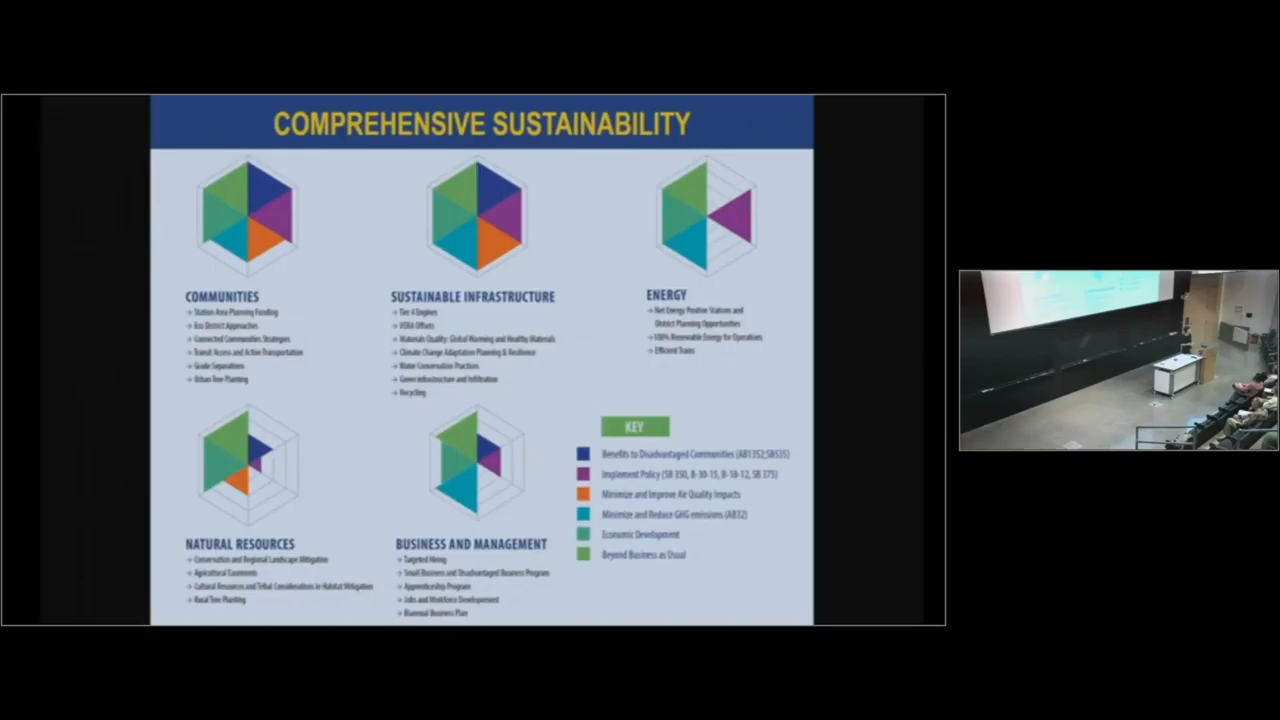 COMPREHENSIVE SUSTAINABILITY
COMMUNITIES
→ Station Area Planning Funding
→ Eco District Approaches
→ Connected Communities Strategies
→ Transit Access and Active Transportation
→ Grade Separations
→ Urban Tree Planting
SUSTAINABLE INFRASTRUCTURE
→ Tier 4 Engines
→ VERA Offsets
→ Materials Quality: Global Warming and Healthy Materials
→ Climate Change Adaptation Planning & Resilience
→ Water Conservation Practices
→ Green infrastructure and Infiltration
→ Recycling
ENERGY
→ Net Energy Positive Stations and
District Planning Opportunities
→ 100% Renewable Energy for Operations
→ Efficient Trains
NATURAL RESOURCES
→ Conservation and Regional Landscape Mitigation
→ Agricultural Easements
→ Cultural Resources and Tribal Considerations in Habitat Mitigation
→ Rural Tree Planting
BUSINESS AND MANAGEMENT
→ Targeted Hiring
→ Small Business and Disadvantaged Business Program
→ Apprenticeship Program
→ Jobs and Workforce Development
→ Biannual Business Plan
KEY
Benefits to Disadvantaged Communities (AB1352,SB535)
Implement Policy (SB 350, B-30-15, B-18-12, SB 375)
Minimize and Improve Air Quality Impacts
Minimize and Reduce GHG emissions (AB32)
Economic Development
Beyond Business as Usual